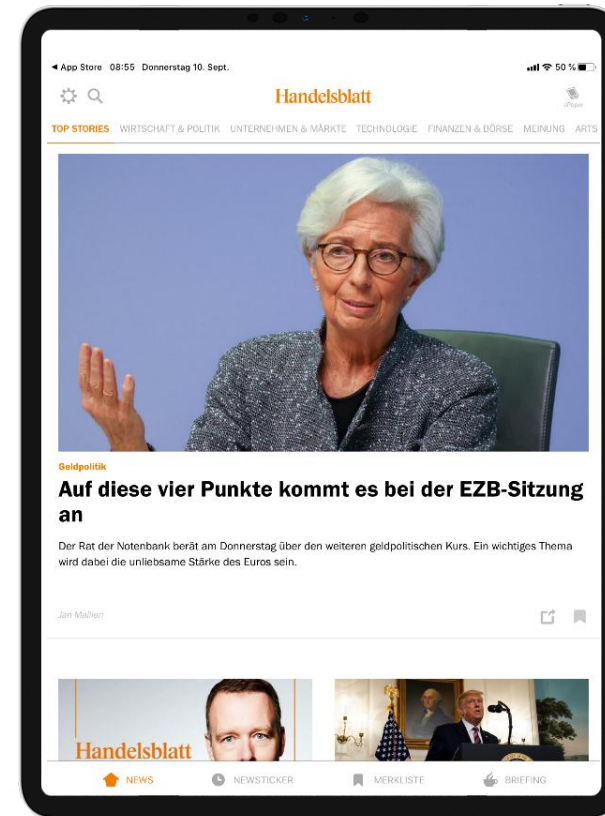 App Store 08:55 Donnerstag 10. Sept. 50 %
Handelsblatt
ePaper
TOP STORIES WIRTSCHAFT & POLITIK UNTERNEHMEN & MÄRKTE TECHNOLOGIE FINANZEN & BÖRSE MEINUNG ARTS
Geldpolitik
Auf diese vier Punkte kommt es bei der EZB-Sitzung
an
Der Rat der Notenbank berät am Donnerstag über den weiteren geldpolitischen Kurs. Ein wichtiges Thema
wird dabei die unliebsame Stärke des Euros sein.
Jan Mallien
Handelsblatt
NEWS NEWSTICKER MERKLISTE BRIEFING